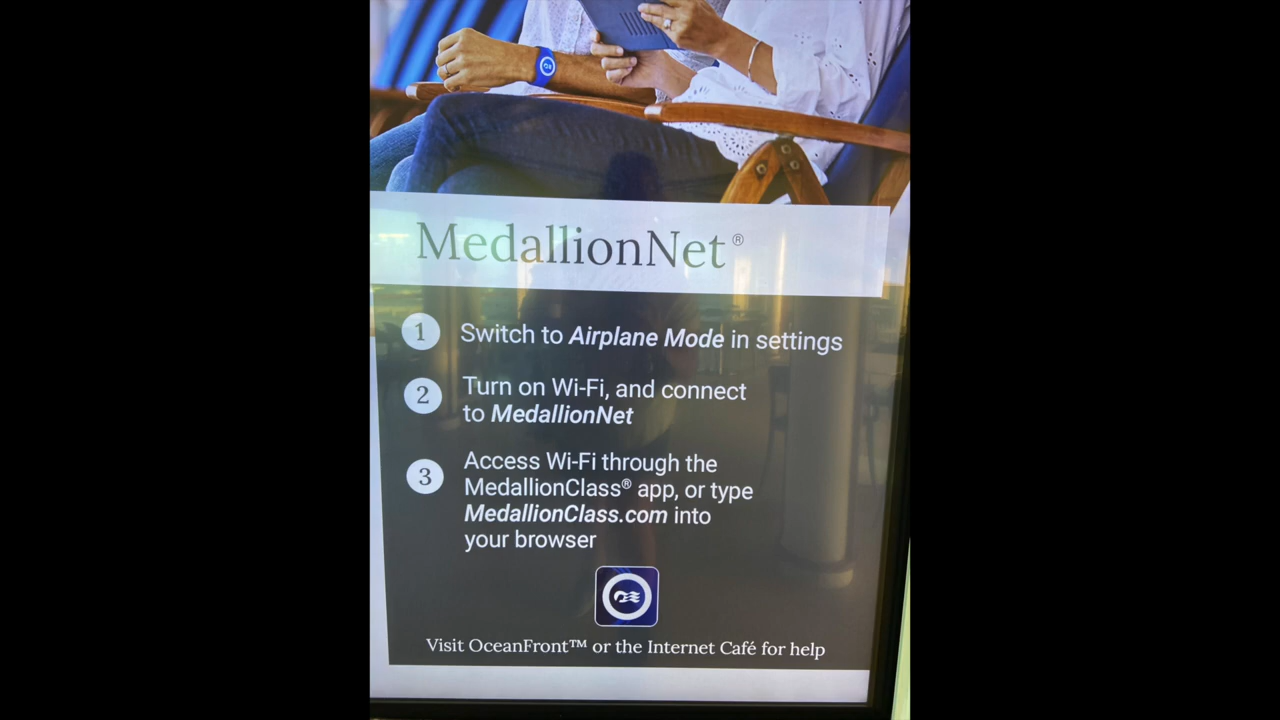 MedallionNet®
1 Switch to Airplane Mode in settings
2 Turn on Wi-Fi, and connect
to MedallionNet
3 Access Wi-Fi through the
MedallionClass® app, or type
MedallionClass.com into
your browser
Visit OceanFront™ or the Internet Café for help